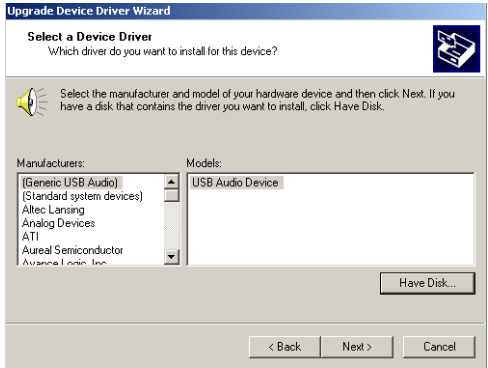 Upgrade Device Driver Wizard
Select a Device Driver
Which driver do you want to install for this device?
Select the manufacturer and model of your hardware device and then click Next. If you
have a disk that contains the driver you want to install, click Have Disk.
Manufacturers:
(Generic USB Audio)
(Standard system devices)
Altec Lansing
Analog Devices
ATI
Aureal Semiconductor
Avance Logic, Inc.
Models:
USB Audio Device
Have Disk...
< Back
Next >
Cancel